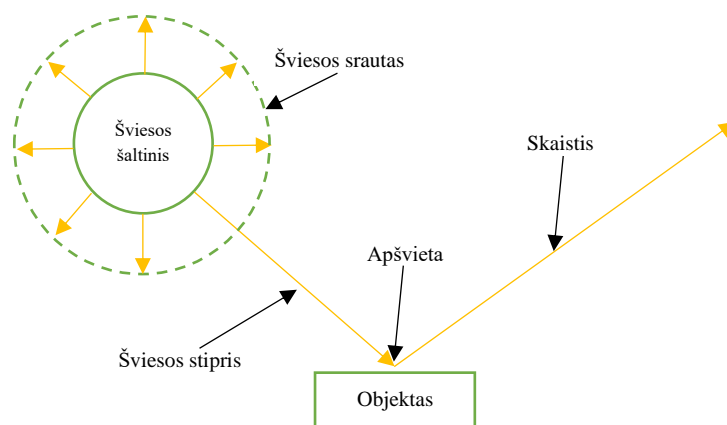 Šviesos srautas
Šviesos
šaltinis
Skaistis
Apšvieta
Šviesos stipris
Objektas